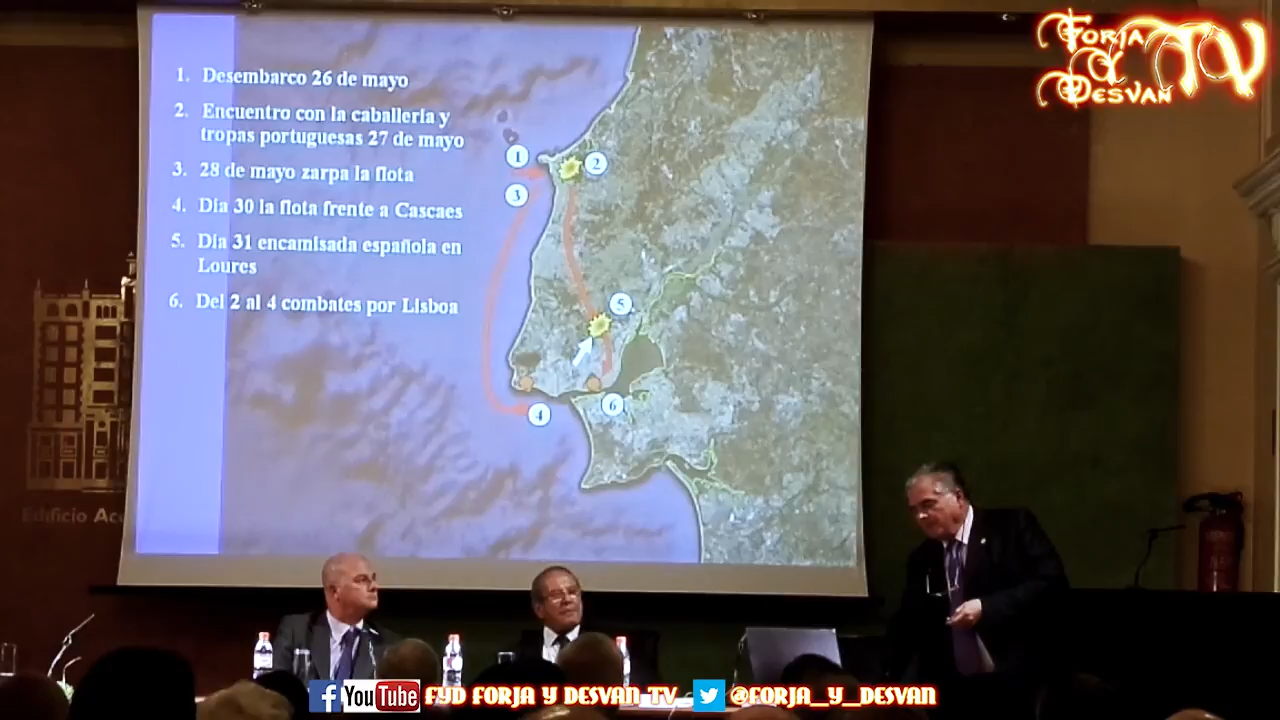 1. Desembarco 26 de mayo
2. Encuentro con la caballería y
tropas portuguesas 27 de mayo
3. 28 de mayo zarpa la flota
4. Día 30 la flota frente a Cascaes
5. Día 31 encamisada española en
Loures
6. Del 2 al 4 combates por Lisboa
1
2
3
5
4
6
FORJA
Y
DESVAN
TV
Edificio
f YouTube FYD FORJA Y DESVAN TV @FORJA_Y_DESVAN